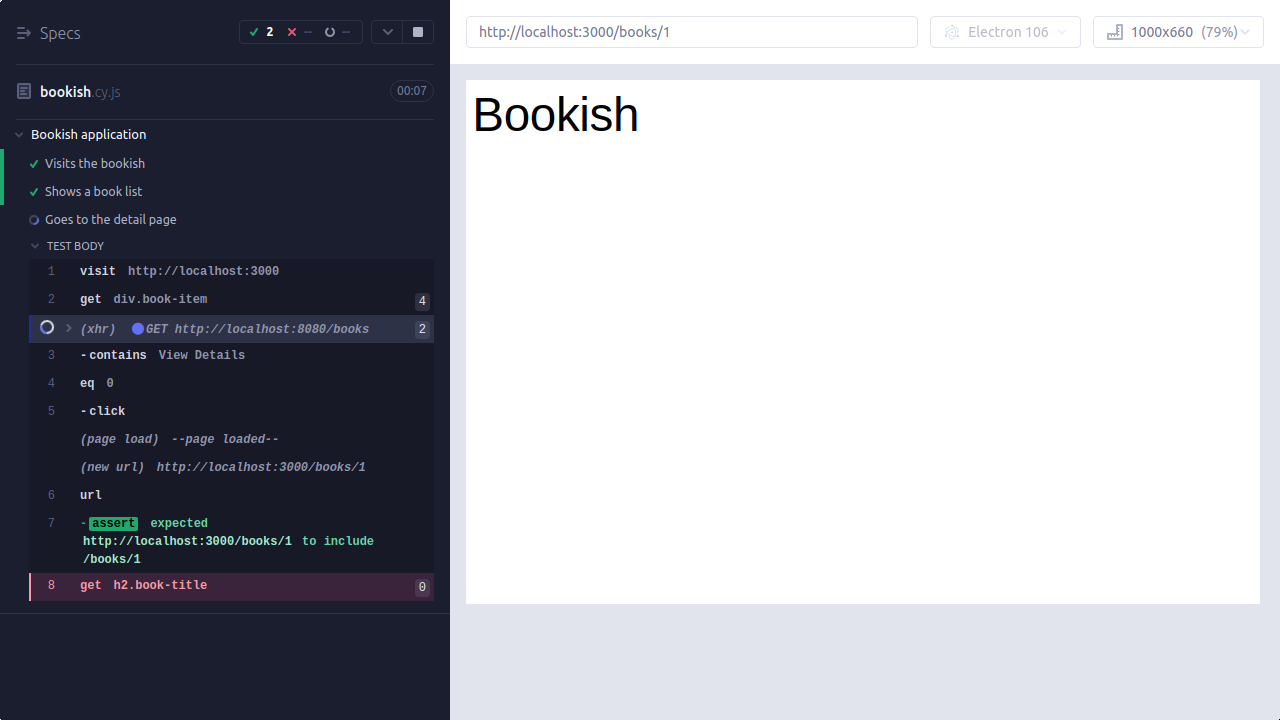 Specs
2 -- --
bookish.cy.js
00:07
Bookish application
Visits the bookish
Shows a book list
Goes to the detail page
TEST BODY
1 visit http://localhost:3000
2 get div.book-item 4
(xhr) GET http://localhost:8080/books 2
3 -contains View Details
4 eq 0
5 -click
(page load) --page loaded--
(new url) http://localhost:3000/books/1
6 url
7 -assert expected
http://localhost:3000/books/1 to include
/books/1
8 get h2.book-title 0
http://localhost:3000/books/1
Electron 106
1000x660 (79%)
Bookish